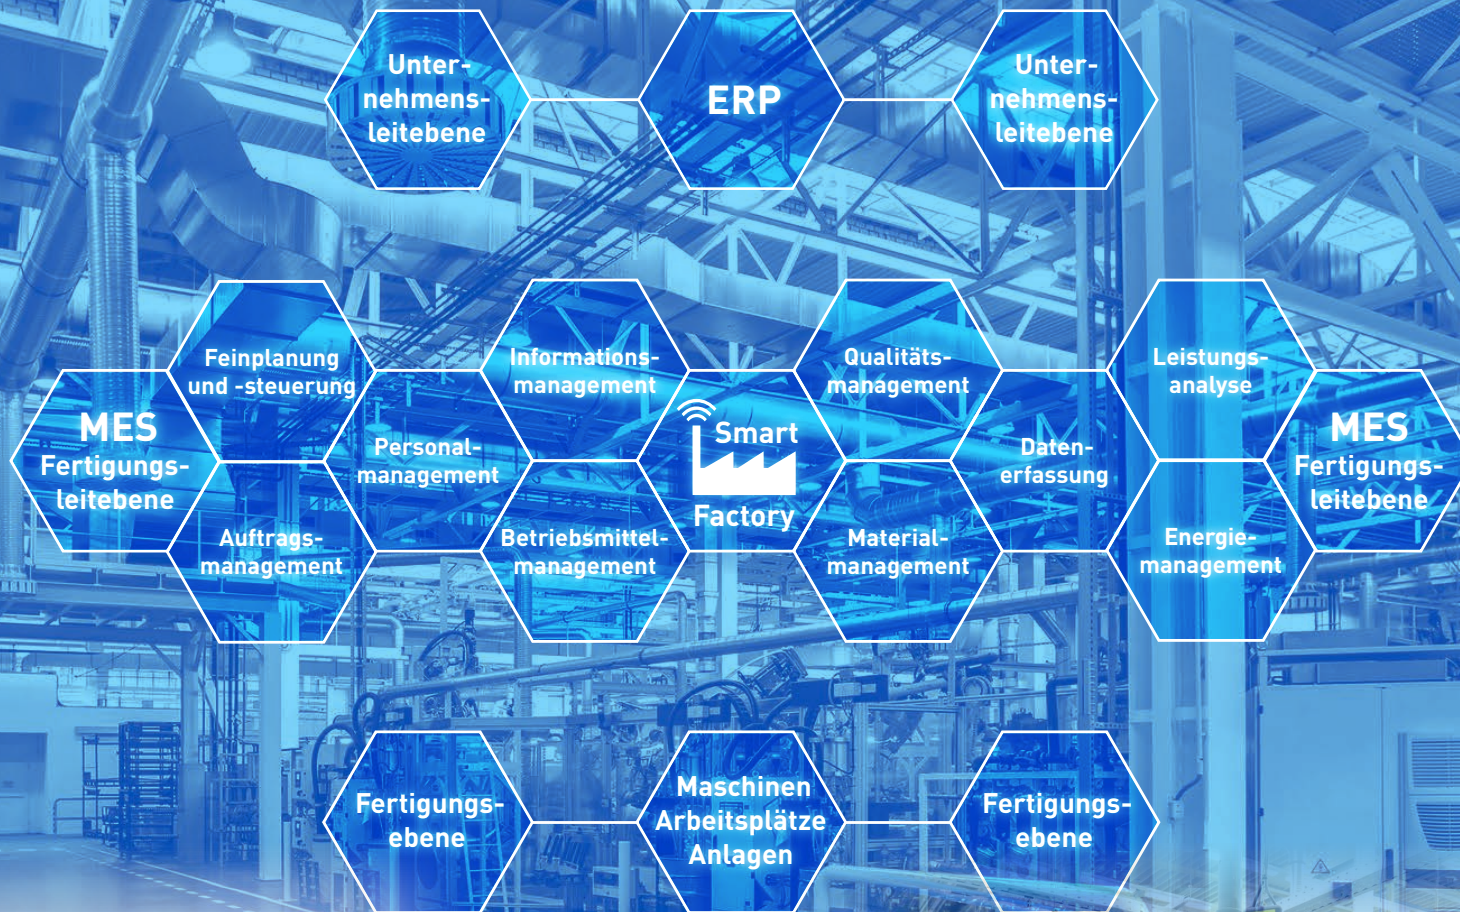 Unter-
nehmens-
leitebene
ERP
Unter-
nehmens-
leitebene
MES
Fertigungs-
leitebene
Feinplanung
und -steuerung
Auftrags-
management
Personal-
management
Informations-
management
Betriebsmittel-
management
Smart
Factory
Qualitäts-
management
Material-
management
Daten-
erfassung
Leistungs-
analyse
Energie-
management
MES
Fertigungs-
leitebene
Fertigungs-
ebene
Maschinen
Arbeitsplätze
Anlagen
Fertigungs-
ebene